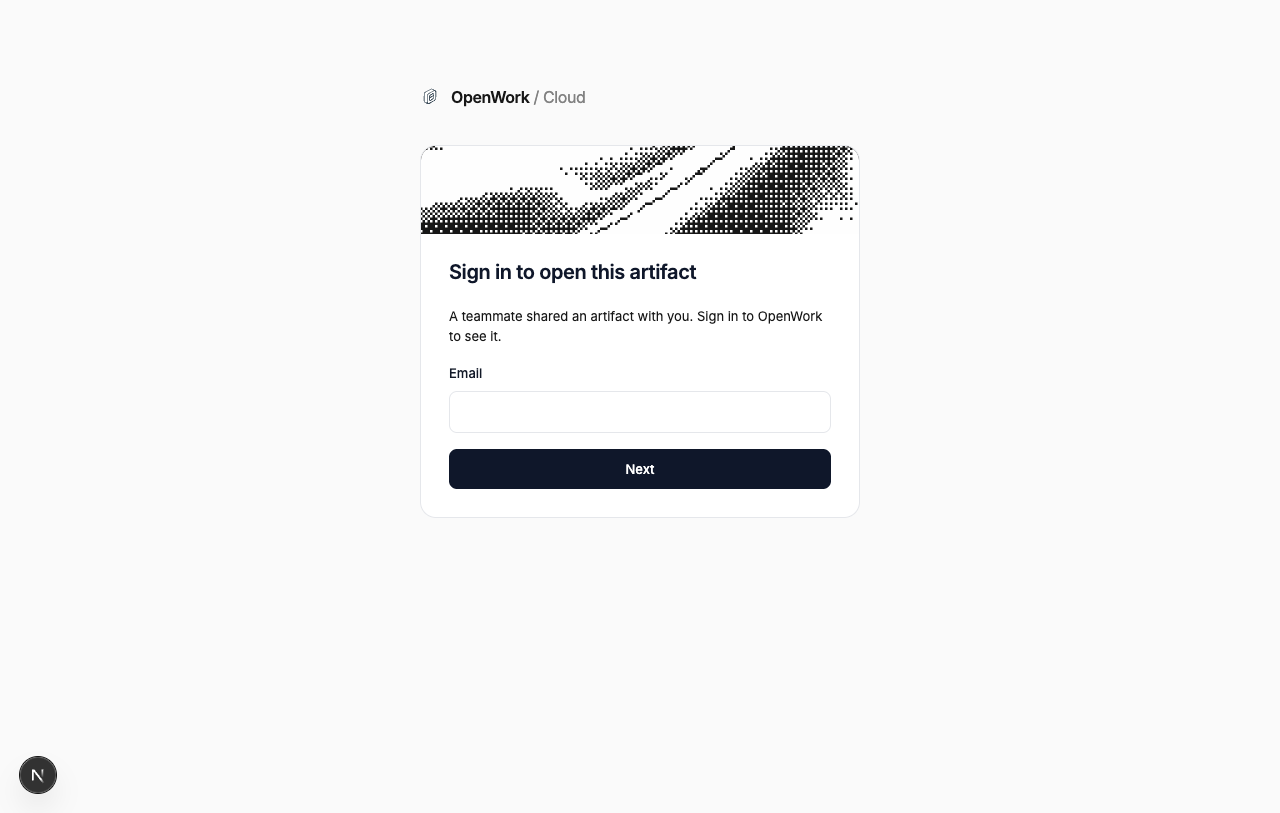 OpenWork / Cloud
Sign in to open this artifact
A teammate shared an artifact with you. Sign in to OpenWork
to see it.
Email
Next
N